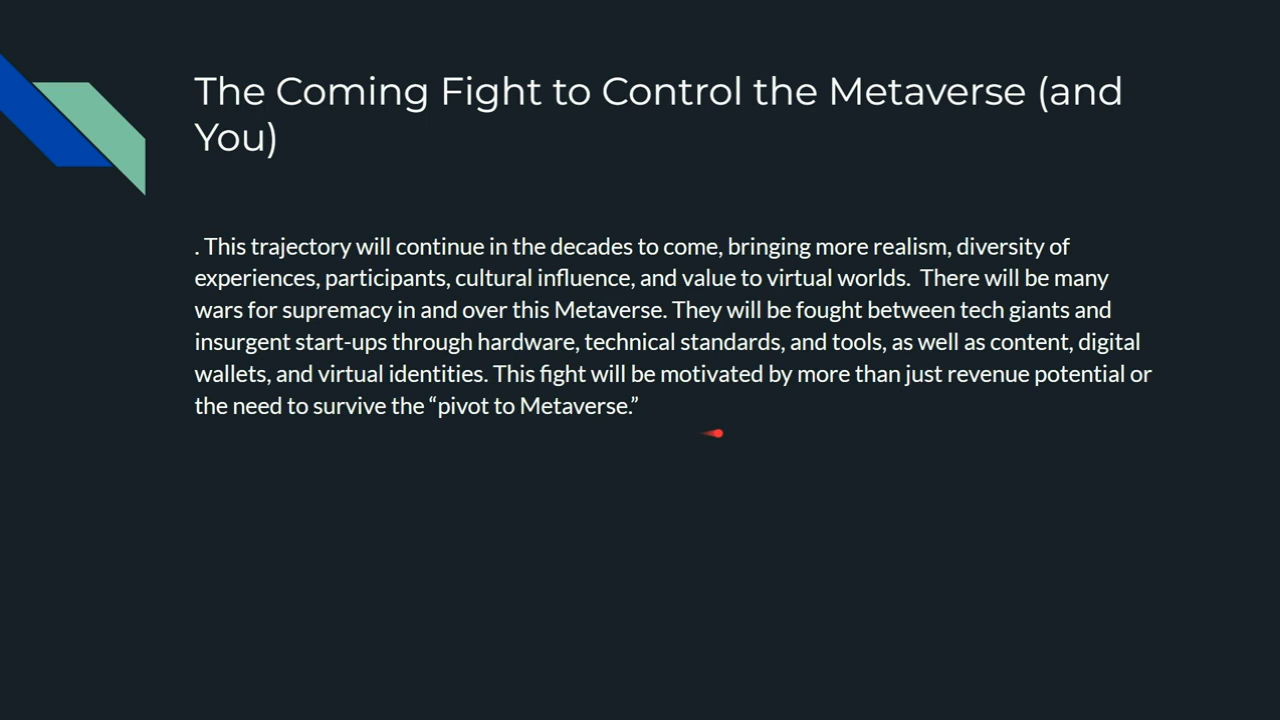 The Coming Fight to Control the Metaverse (and
You)
. This trajectory will continue in the decades to come, bringing more realism, diversity of
experiences, participants, cultural influence, and value to virtual worlds.  There will be many
wars for supremacy in and over this Metaverse. They will be fought between tech giants and
insurgent start-ups through hardware, technical standards, and tools, as well as content, digital
wallets, and virtual identities. This fight will be motivated by more than just revenue potential or
the need to survive the “pivot to Metaverse.”